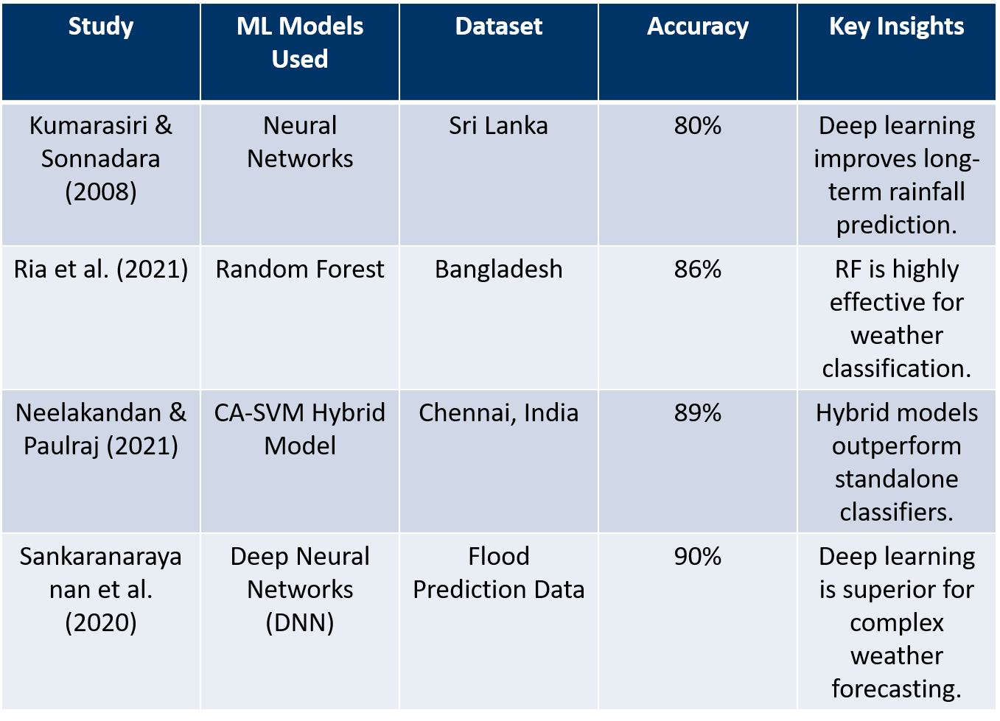 Study
ML Models
Used
Dataset
Accuracy
Key Insights
Kumarasiri &
Sonnadara
(2008)
Neural
Networks
Sri Lanka
80%
Deep learning
improves long-
term rainfall
prediction.
Ria et al. (2021)
Random Forest
Bangladesh
86%
RF is highly
effective for
weather
classification.
Neelakandan &
Paulraj (2021)
CA-SVM Hybrid
Model
Chennai, India
89%
Hybrid models
outperform
standalone
classifiers.
Sankaranaraya
nan et al.
(2020)
Deep Neural
Networks
(DNN)
Flood
Prediction Data
90%
Deep learning
is superior for
complex
weather
forecasting.